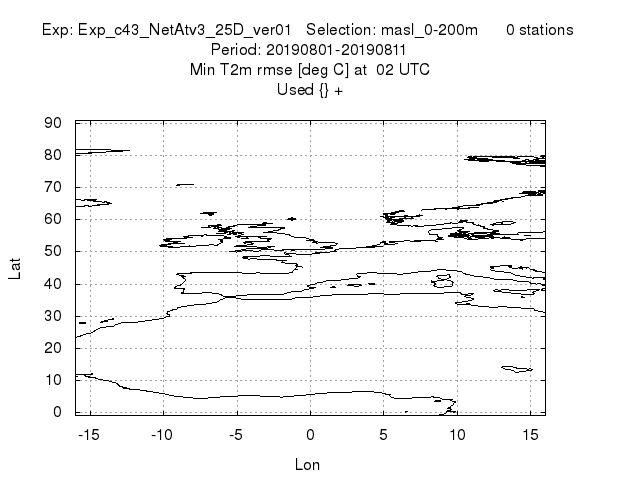 Exp: Exp_c43_NetAtv3_25D_ver01 Selection: masl_0-200m 0 stations
Period: 20190801-20190811
Min T2m rmse [deg C] at 02 UTC
Used {} +
90
80
70
60
50
40
30
20
10
0
Lat
-15 -10 -5 0 5 10 15
Lon